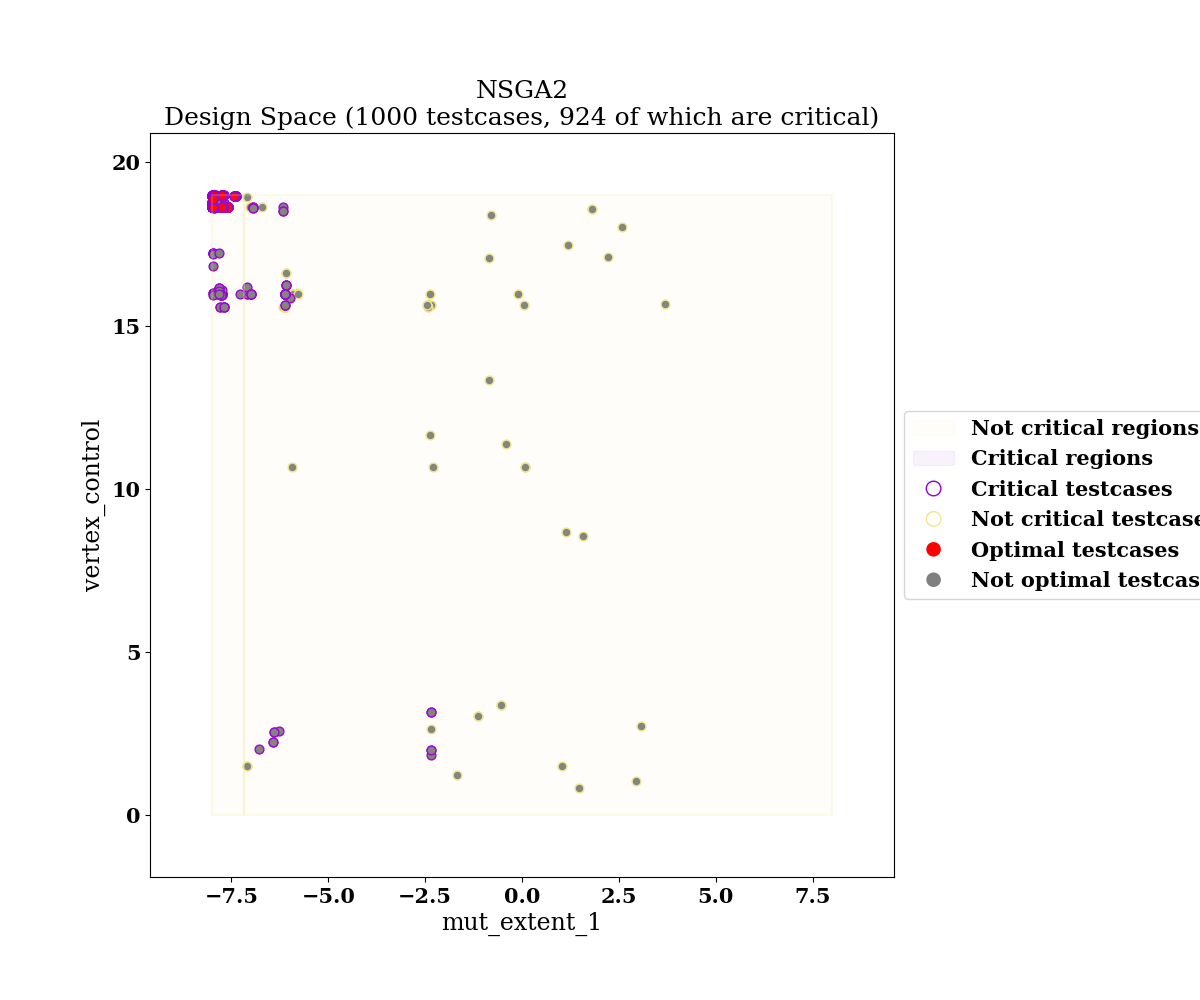 NSGA2
Design Space (1000 testcases, 924 of which are critical)
20
15
10
5
0
vertex_control
−7.5 −5.0 −2.5 0.0 2.5 5.0 7.5
mut_extent_1
Not critical regions
Critical regions
Critical testcases
Not critical testcase
Optimal testcases
Not optimal testcas